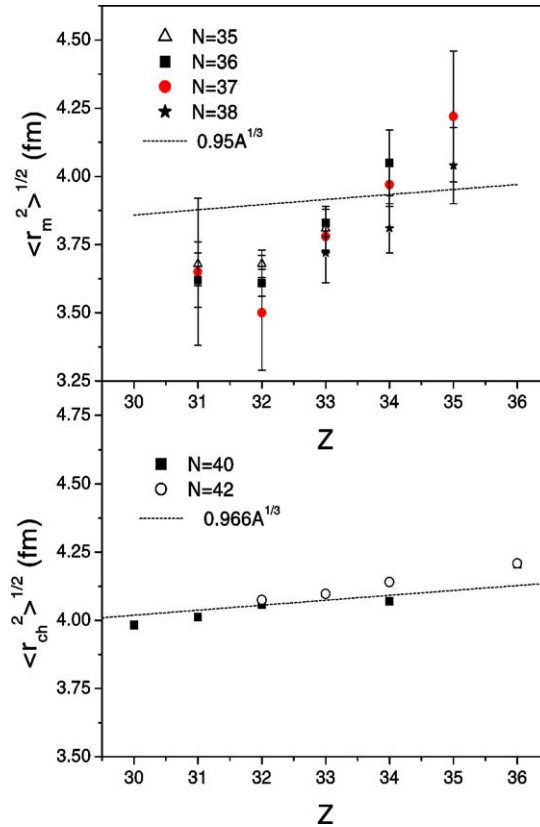 4.50
4.25
4.00
3.75
3.50
3.25
<r_m^2>^1/2 (fm)
N=35
N=36
N=37
N=38
0.95A^1/3
30 31 32 33 34 35 36
Z
4.75
4.50
4.25
4.00
3.75
3.50
<r_ch^2>^1/2 (fm)
N=40
N=42
0.966A^1/3
30 31 32 33 34 35 36
Z